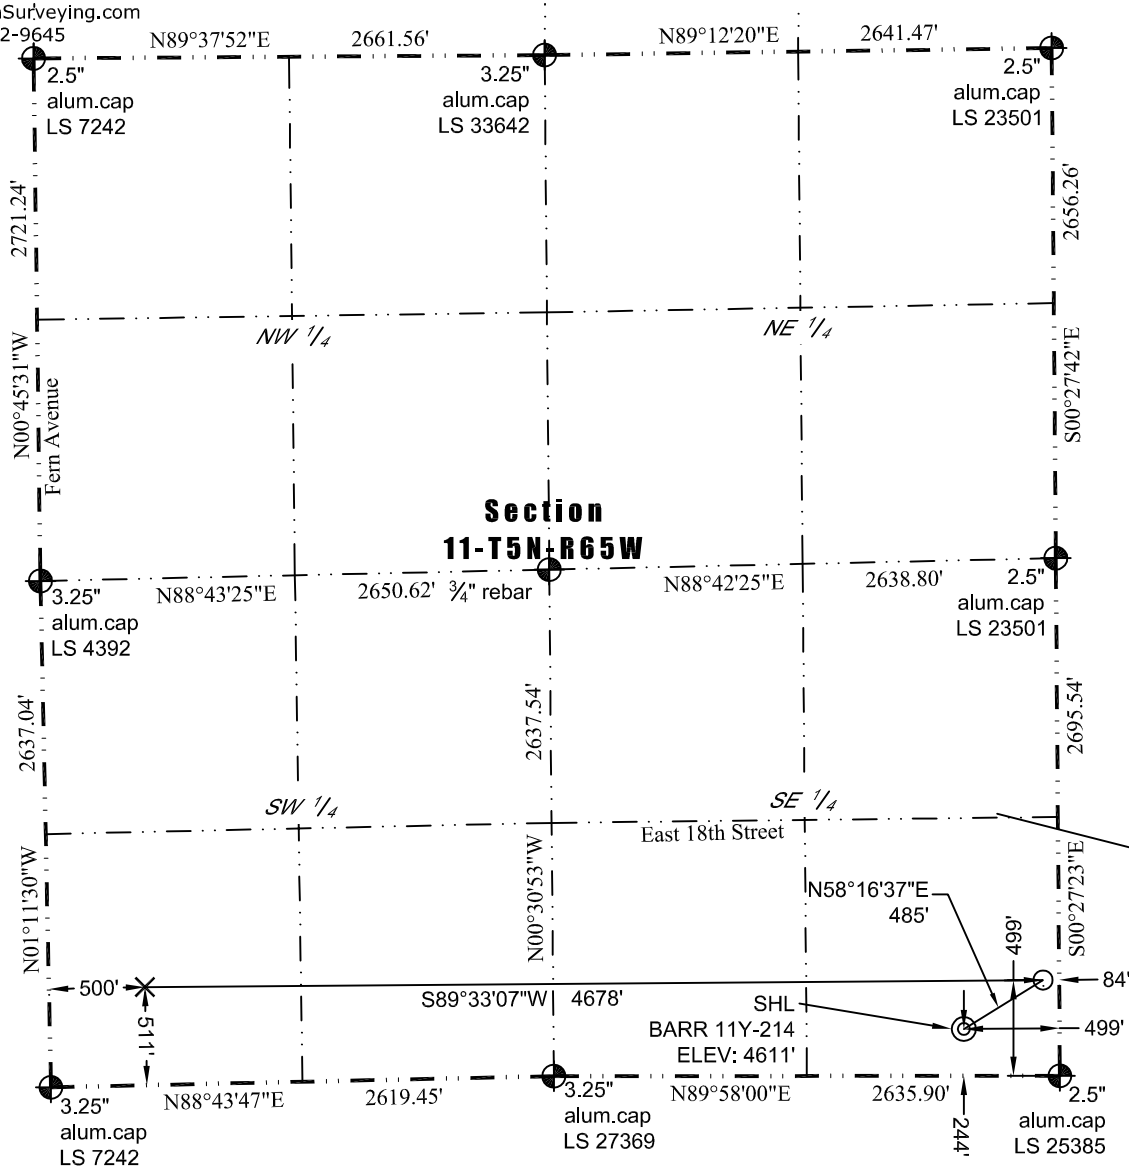 Surveying.com
2-9645
N89°37'52"E 2661.56' N89°12'20"E 2641.47'
2.5"
alum.cap
LS 7242
3.25"
alum.cap
LS 33642
2.5"
alum.cap
LS 23501
2721.24'
2656.26'
NW 1/4
NE 1/4
N00°45'31"W
Fern Avenue
S00°27'42"E
Section
11-T5N-R65W
N88°43'25"E 2650.62' ¾" rebar N88°42'25"E 2638.80'
3.25"
alum.cap
LS 4392
2.5"
alum.cap
LS 23501
2637.04'
2637.54'
2695.54'
SW 1/4
SE 1/4
East 18th Street
N01°11'30"W
N00°30'53"W
S00°27'23"E
N58°16'37"E
485'
499'
500'
S89°33'07"W 4678'
84'
511'
SHL
BARR 11Y-214
ELEV: 4611'
499'
N88°43'47"E 2619.45' N89°58'00"E 2635.90'
244'
3.25"
alum.cap
LS 7242
3.25"
alum.cap
LS 27369
2.5"
alum.cap
LS 25385